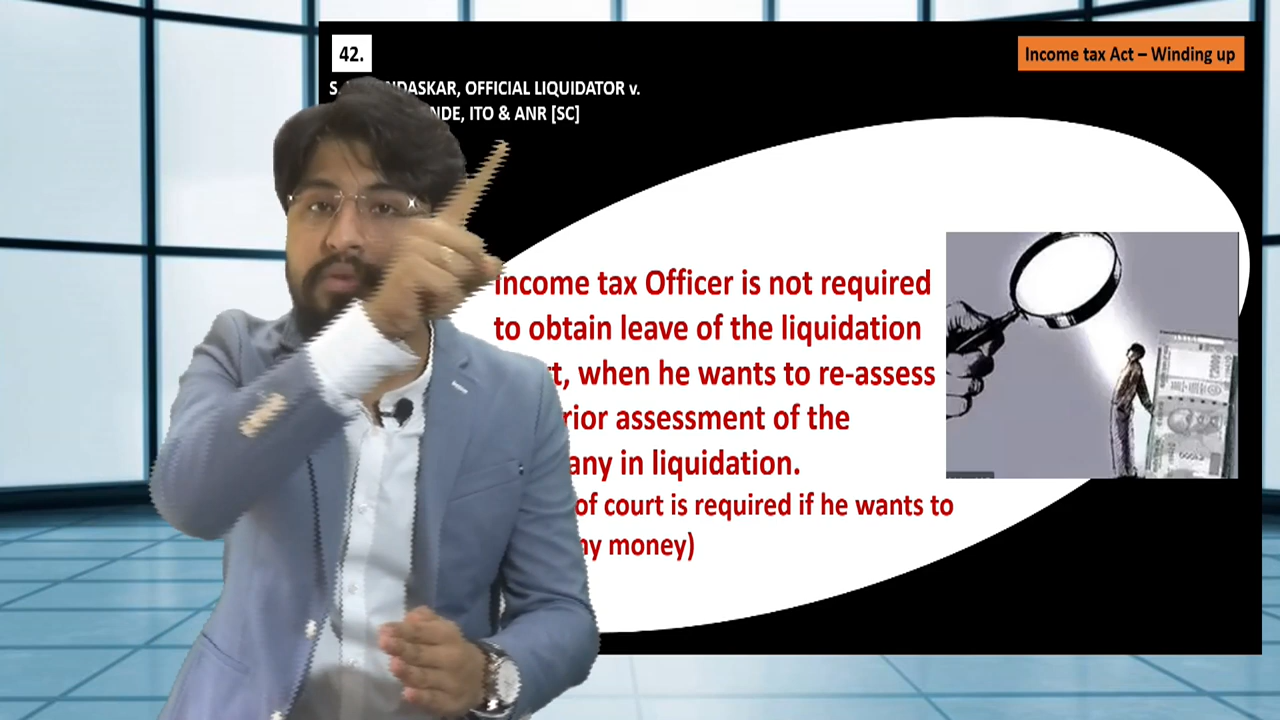 42.
Income tax Act – Winding up
S. NDASKAR, OFFICIAL LIQUIDATOR v.
NDE, ITO & ANR [SC]
Income tax Officer is not required
to obtain leave of the liquidation
t, when he wants to re-assess
rior assessment of the
any in liquidation.
of court is required if he wants to
ny money)